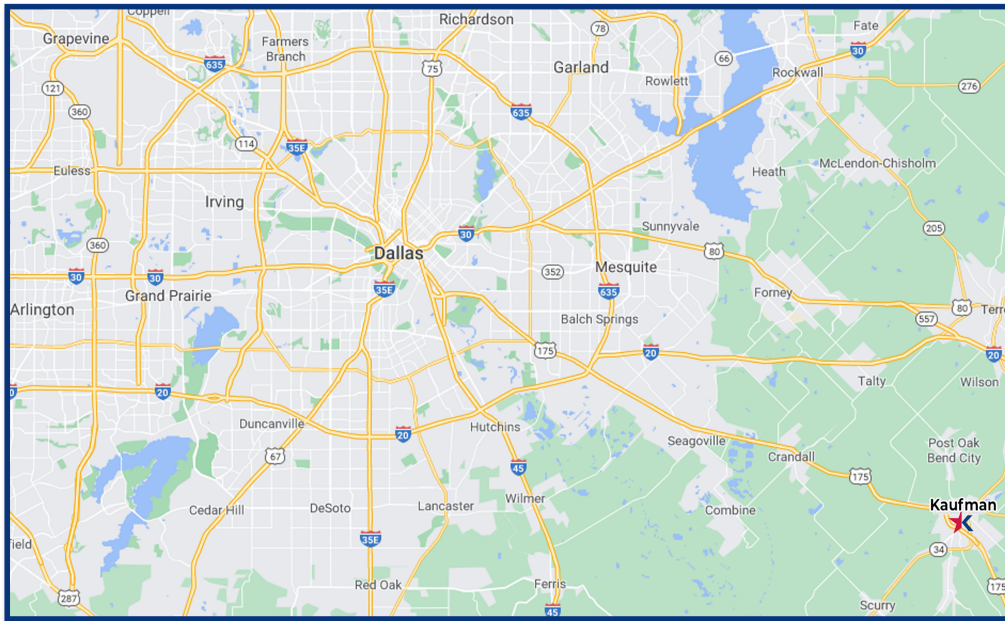 Coppell
Richardson
Grapevine
Farmers
Branch
78
Fate
635
75
Garland
66
30
Rowlett
Rockwall
121
276
360
635
114
35E
Euless
McLendon-Chisholm
Heath
Irving
Sunnyvale
205
360
30
80
Dallas
352
Mesquite
30
30
35E
635
Forney
Grand Prairie
Arlington
80
Terre
557
Balch Springs
175
20
20
Talty
Wilson
20
Duncanville
Hutchins
20
Seagoville
Post Oak
Bend City
67
Crandall
45
175
Cedar Hill
DeSoto
Lancaster
Wilmer
Combine
Kaufman
35E
34
field
Red Oak
Ferris
175
287
45
Scurry